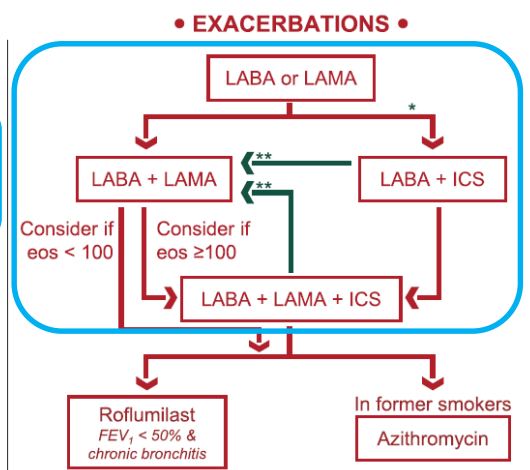 • EXACERBATIONS •
LABA or LAMA
*
**
LABA + LAMA
LABA + ICS
**
Consider if
eos < 100
Consider if
eos ≥100
LABA + LAMA + ICS
Roflumilast
FEV₁ < 50% &
chronic bronchitis
In former smokers
Azithromycin